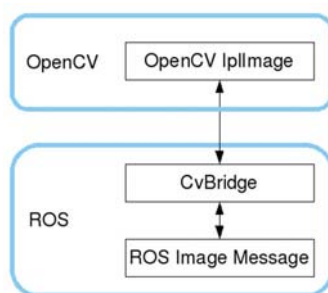 OpenCV
OpenCV IplImage
CvBridge
ROS
ROS Image Message